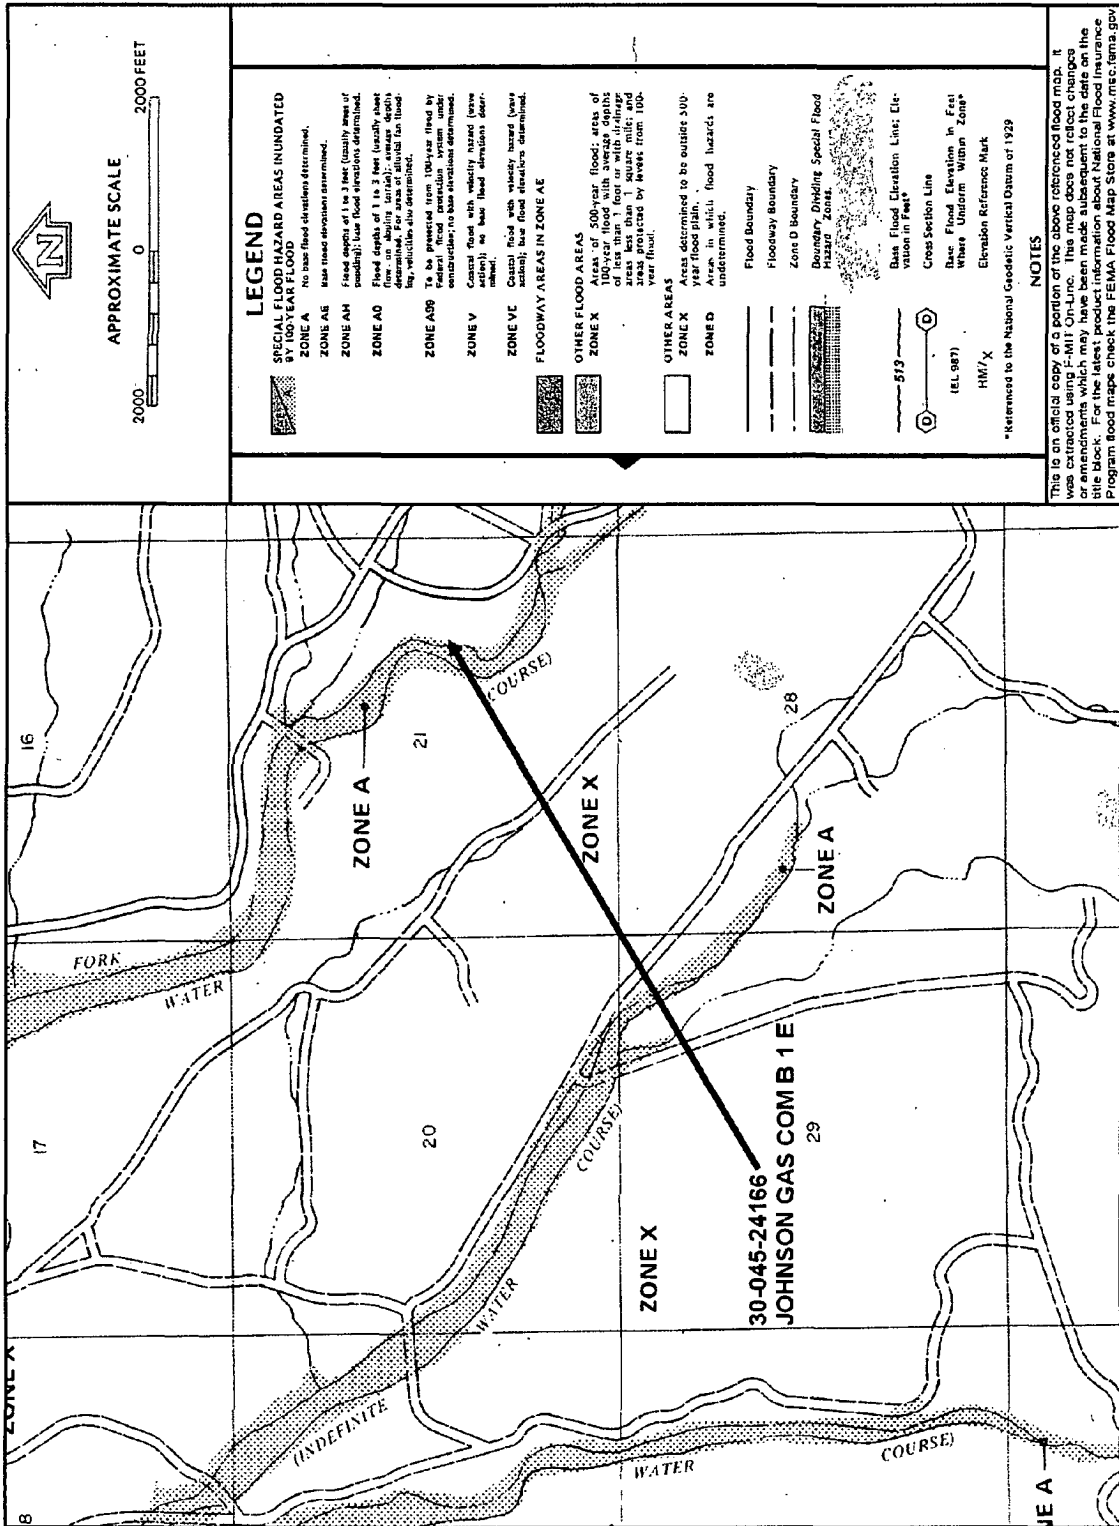 N
APPROXIMATE SCALE
2000 0 2000 FEET
LEGEND
SPECIAL FLOOD HAZARD AREAS INUNDATED
BY 100-YEAR FLOOD
ZONE A No base flood elevations determined.
ZONE AE Base flood elevations determined.
ZONE AH Flood depths of 1 to 3 feet (usually areas of
ponding); base flood elevations determined.
ZONE AO Flood depths of 1 to 3 feet (usually sheet
flow on sloping terrain); average depths
determined. For areas of alluvial fan flood-
ing, velocities also determined.
ZONE A99 To be protected from 100-year flood by
Federal flood protection system under
construction; no base elevations determined.
ZONE V Coastal flood with velocity hazard (wave
action); no base flood elevations deter-
mined.
ZONE VE Coastal flood with velocity hazard (wave
action); base flood elevations determined.
FLOODWAY AREAS IN ZONE AE
OTHER FLOOD AREAS
ZONE X Areas of 500-year flood; areas of
100-year flood with average depths
of less than 1 foot or with drainage
areas less than 1 square mile; and
areas protected by levees from 100-
year flood.
OTHER AREAS
ZONE X Areas determined to be outside 500-
year flood plain.
ZONE D Areas in which flood hazards are
undetermined.
Flood Boundary
Floodway Boundary
Zone D Boundary
Boundary Dividing Special Flood
Hazard Zones.
513 Base Flood Elevation Line; Ele-
vation in Feet*
D D Cross Section Line
(EL 987) Base Flood Elevation in Feet
Where Uniform Within Zone*
HM7X Elevation Reference Mark
*Referenced to the National Geodetic Vertical Datum of 1929
NOTES
This is an official copy of a portion of the above referenced flood map. It
was extracted using F-MIT On-Line. This map does not reflect changes
or amendments which may have been made subsequent to the date on the
title block. For the latest product information about National Flood Insurance
Program flood maps check the FEMA Flood Map Store at www.msc.fema.gov
8
ZONE X
17
16
FORK
WATER
ZONE A
21
COURSE)
20
(INDEFINITE
WATER
COURSE)
ZONE X
ZONE X
28
ZONE A
30-045-24166
JOHNSON GAS COM B 1 E
29
WATER
COURSE)
NE A